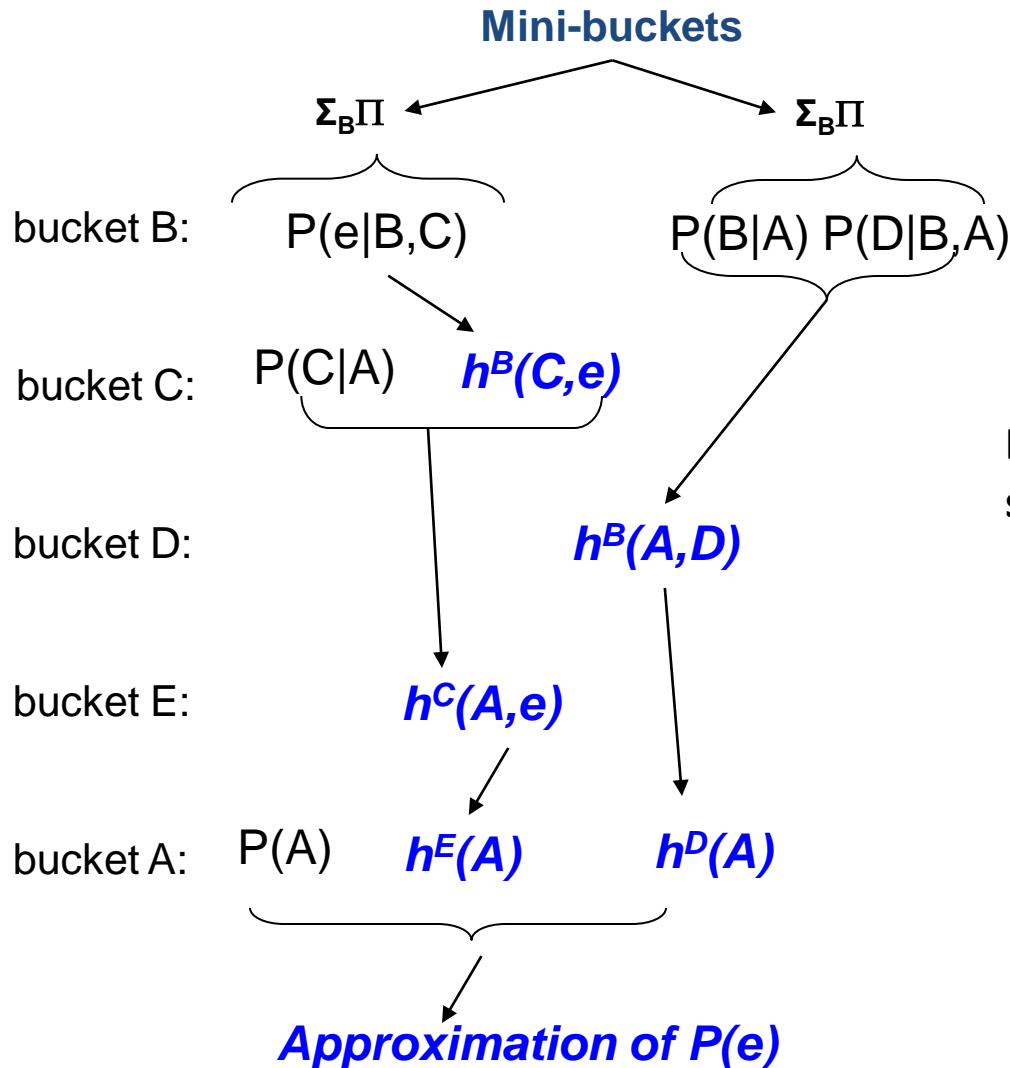 Mini-buckets
Σ_BΠ Σ_BΠ
bucket B: P(e|B,C) P(B|A) P(D|B,A)
bucket C: P(C|A) h^B(C,e)
bucket D: h^B(A,D)
bucket E: h^C(A,e)
bucket A: P(A) h^E(A) h^D(A)
Approximation of P(e)